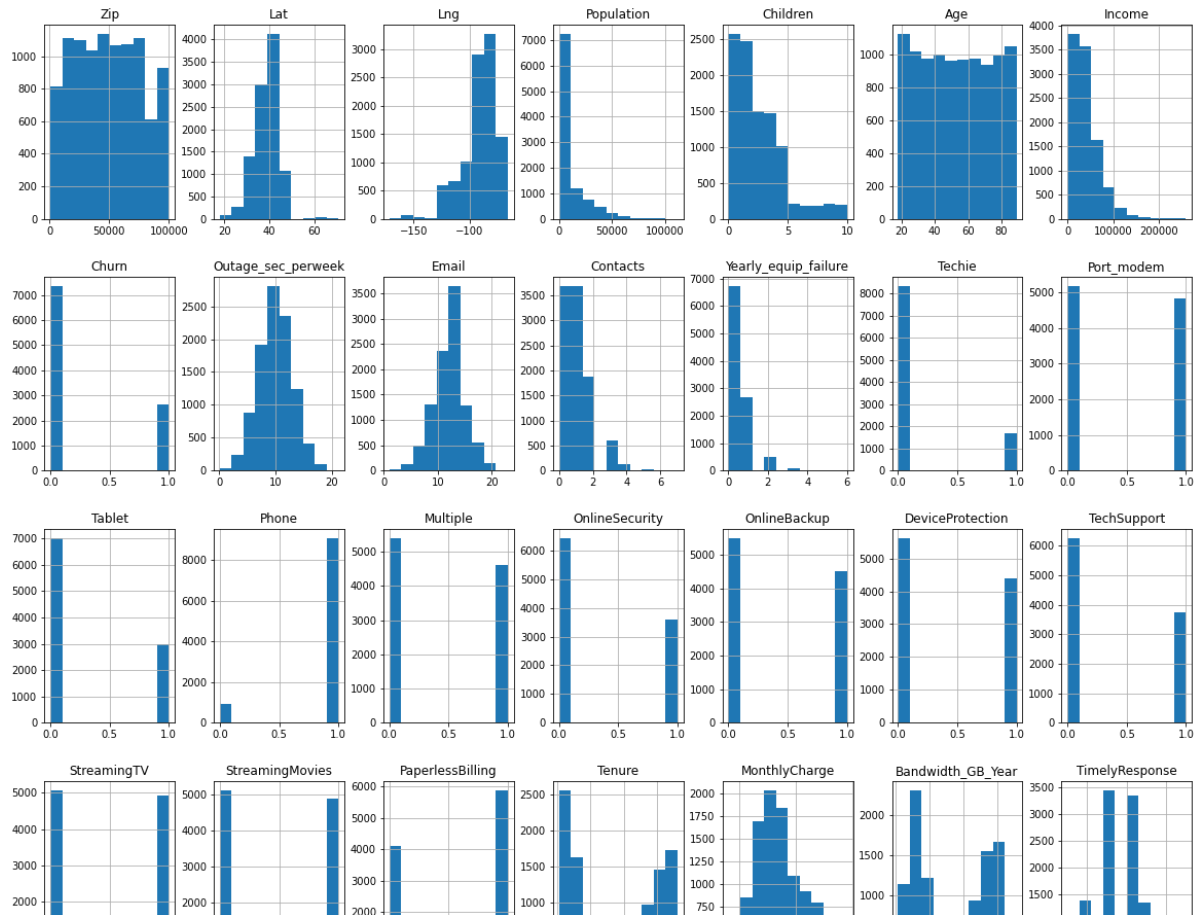 Zip Lat Lng Population Children Age Income
1000 800 600 400 200 0
0 50000 100000
4000 3500 3000 2500 2000 1500 1000 500 0
20 40 60
3000 2500 2000 1500 1000 500 0
−150 −100
7000 6000 5000 4000 3000 2000 1000 0
0 50000 100000
2500 2000 1500 1000 500 0
0 5 10
1000 800 600 400 200 0
20 40 60 80
4000 3500 3000 2500 2000 1500 1000 500 0
0 100000 200000
Churn Outage_sec_perweek Email Contacts Yearly_equip_failure Techie Port_modem
7000 6000 5000 4000 3000 2000 1000 0
0.0 0.5 1.0
2500 2000 1500 1000 500 0
0 5 10 15 20
3500 3000 2500 2000 1500 1000 500 0
0 10 20
3500 3000 2500 2000 1500 1000 500 0
0 2 4 6
7000 6000 5000 4000 3000 2000 1000 0
0 2 4 6
8000 7000 6000 5000 4000 3000 2000 1000 0
0.0 0.5 1.0
5000 4000 3000 2000 1000 0
0.0 0.5 1.0
Tablet Phone Multiple OnlineSecurity OnlineBackup DeviceProtection TechSupport
7000 6000 5000 4000 3000 2000 1000 0
0.0 0.5 1.0
8000 6000 4000 2000 0
0.0 0.5 1.0
5000 4000 3000 2000 1000 0
0.0 0.5 1.0
6000 5000 4000 3000 2000 1000 0
0.0 0.5 1.0
5000 4000 3000 2000 1000 0
0.0 0.5 1.0
5000 4000 3000 2000 1000 0
0.0 0.5 1.0
6000 5000 4000 3000 2000 1000 0
0.0 0.5 1.0
StreamingTV StreamingMovies PaperlessBilling Tenure MonthlyCharge Bandwidth_GB_Year TimelyResponse
5000 4000 3000 2000
5000 4000 3000 2000
6000 5000 4000 3000 2000
2500 2000 1500 1000
2000 1750 1500 1250 1000 750
2000 1500 1000
3500 3000 2500 2000 1500 1000